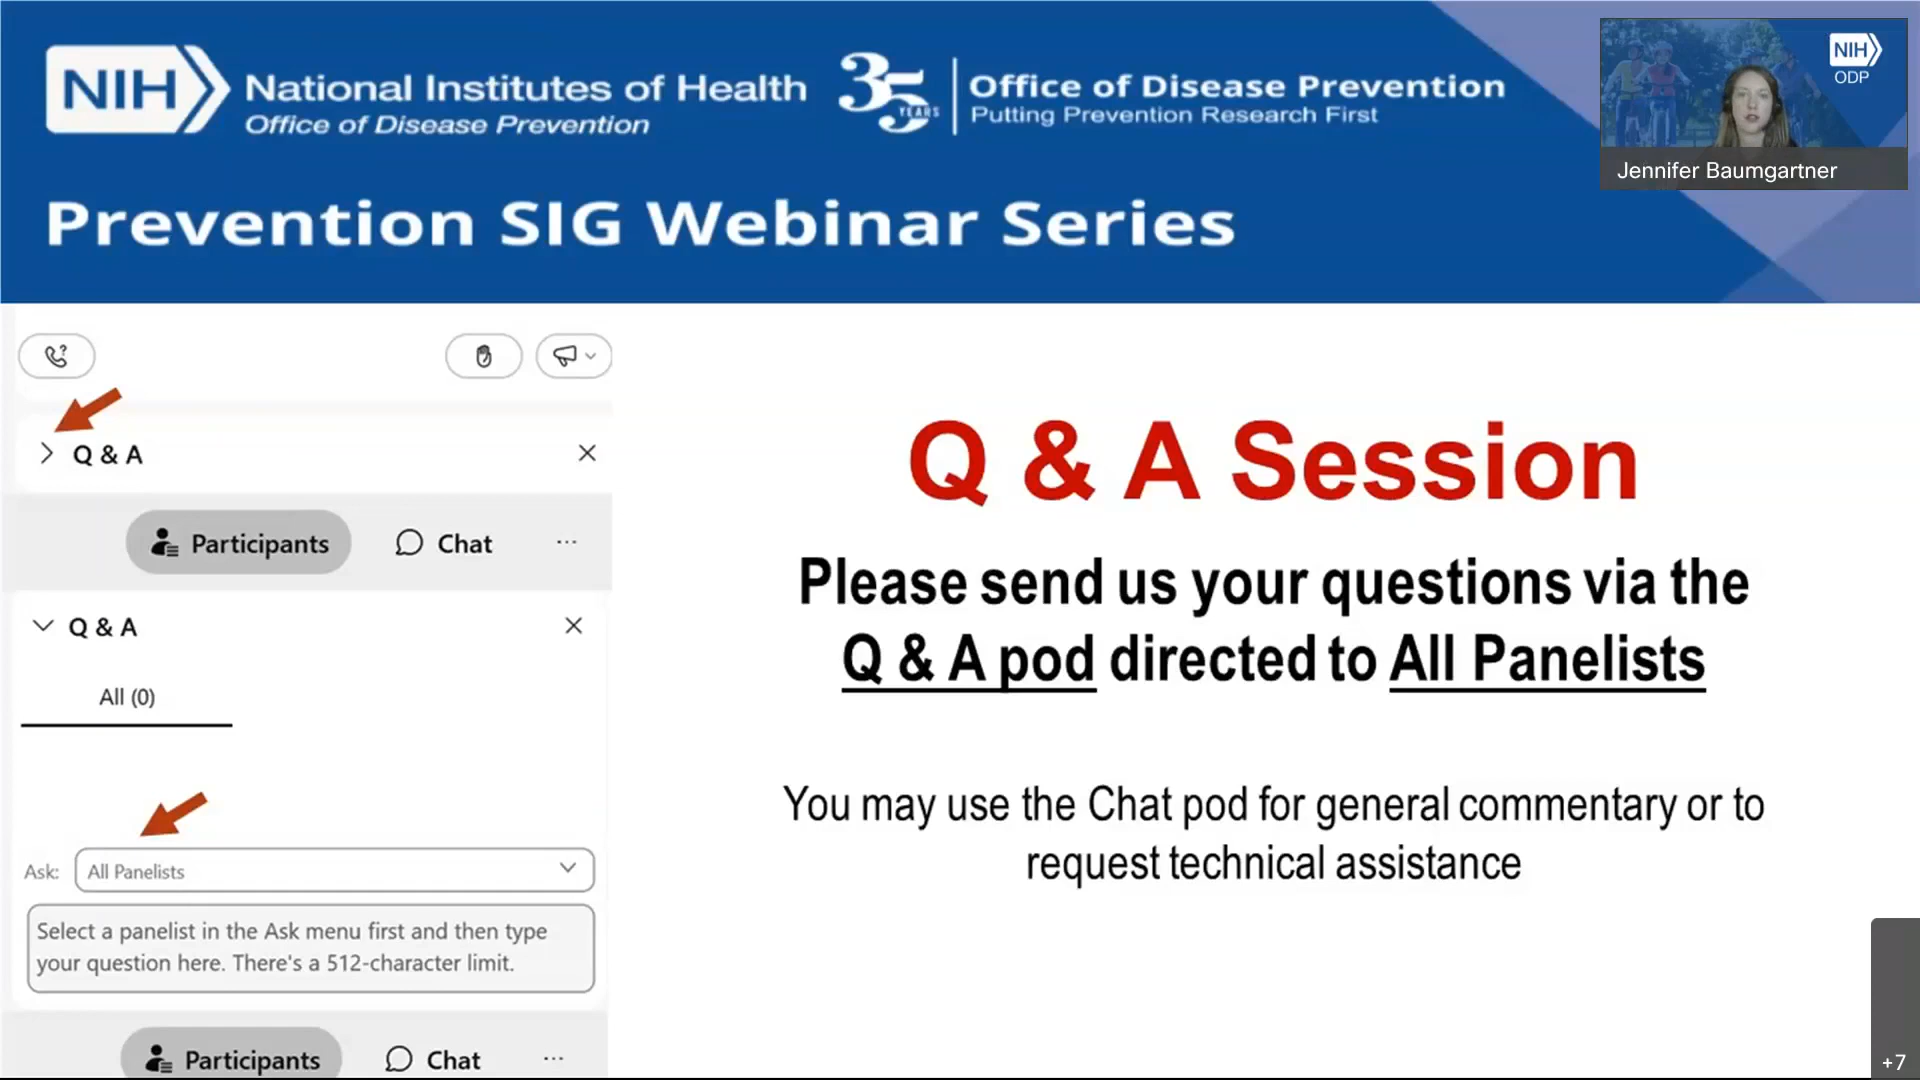 NIH
National Institutes of Health
Office of Disease Prevention
35
YEARS
Office of Disease Prevention
Putting Prevention Research First
NIH
ODP
Jennifer Baumgartner
Prevention SIG Webinar Series
Q & A
Participants
Chat
Q & A
All (0)
Ask:
All Panelists
Select a panelist in the Ask menu first and then type
your question here. There's a 512-character limit.
Participants
Chat
Q & A Session
Please send us your questions via the
Q & A pod directed to All Panelists
You may use the Chat pod for general commentary or to
request technical assistance
+7